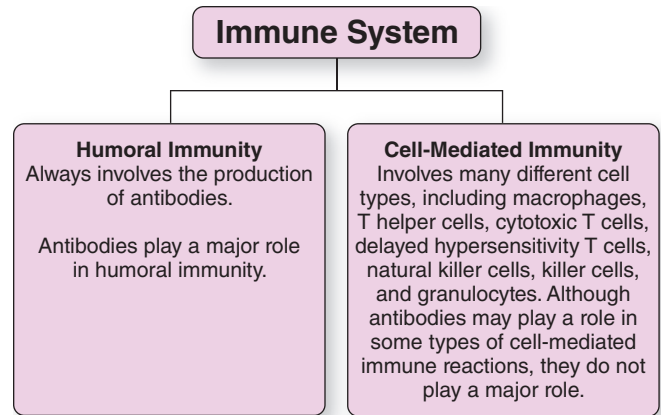 Immune System
Humoral Immunity
Always involves the production
of antibodies.
Antibodies play a major role
in humoral immunity.
Cell-Mediated Immunity
Involves many different cell
types, including macrophages,
T helper cells, cytotoxic T cells,
delayed hypersensitivity T cells,
natural killer cells, killer cells,
and granulocytes. Although
antibodies may play a role in
some types of cell-mediated
immune reactions, they do not
play a major role.